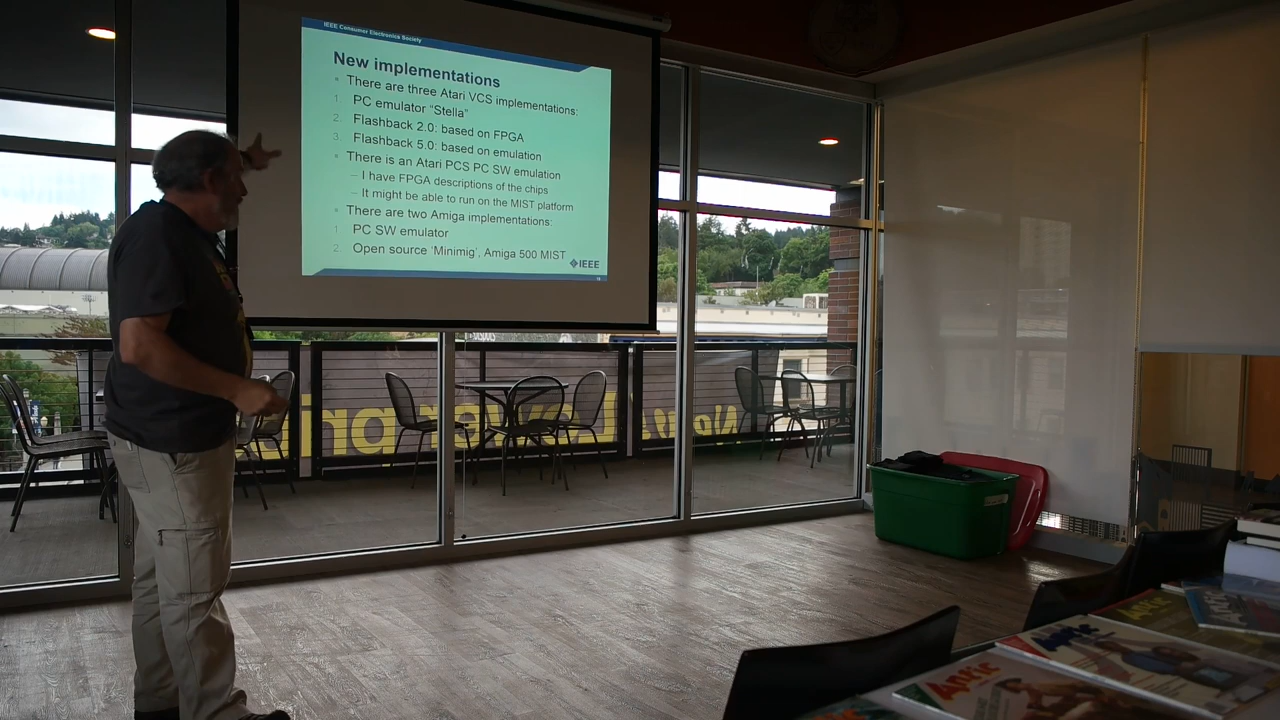 IEEE Consumer Electronics Society
New implementations
• There are three Atari VCS implementations:
1. PC emulator "Stella"
2. Flashback 2.0: based on FPGA
3. Flashback 5.0: based on emulation
• There is an Atari PCS PC SW emulation
– I have FPGA descriptions of the chips
– It might be able to run on the MIST platform
• There are two Amiga implementations:
1. PC SW emulator
2. Open source 'Minimig', Amiga 500 MIST
IEEE
Antic